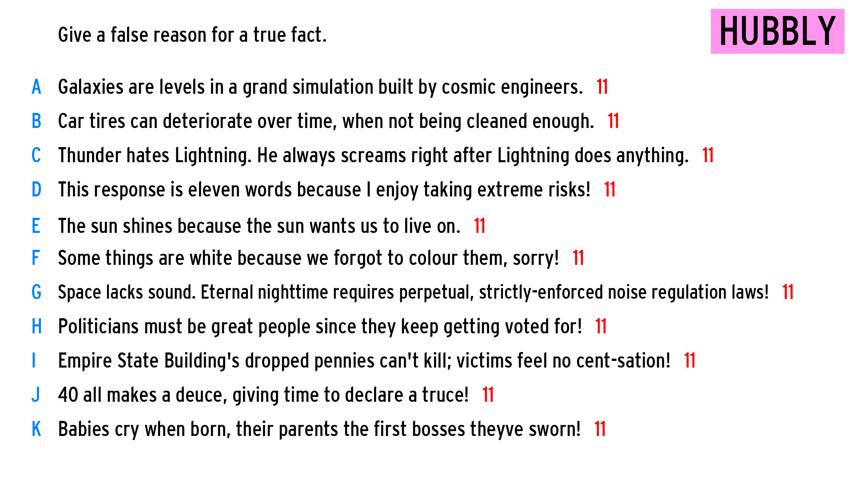 Give a false reason for a true fact.
HUBBLY
A Galaxies are levels in a grand simulation built by cosmic engineers. 11
B Car tires can deteriorate over time, when not being cleaned enough. 11
C Thunder hates Lightning. He always screams right after Lightning does anything. 11
D This response is eleven words because I enjoy taking extreme risks! 11
E The sun shines because the sun wants us to live on. 11
F Some things are white because we forgot to colour them, sorry! 11
G Space lacks sound. Eternal nighttime requires perpetual, strictly-enforced noise regulation laws! 11
H Politicians must be great people since they keep getting voted for! 11
I Empire State Building's dropped pennies can't kill; victims feel no cent-sation! 11
J 40 all makes a deuce, giving time to declare a truce! 11
K Babies cry when born, their parents the first bosses theyve sworn! 11